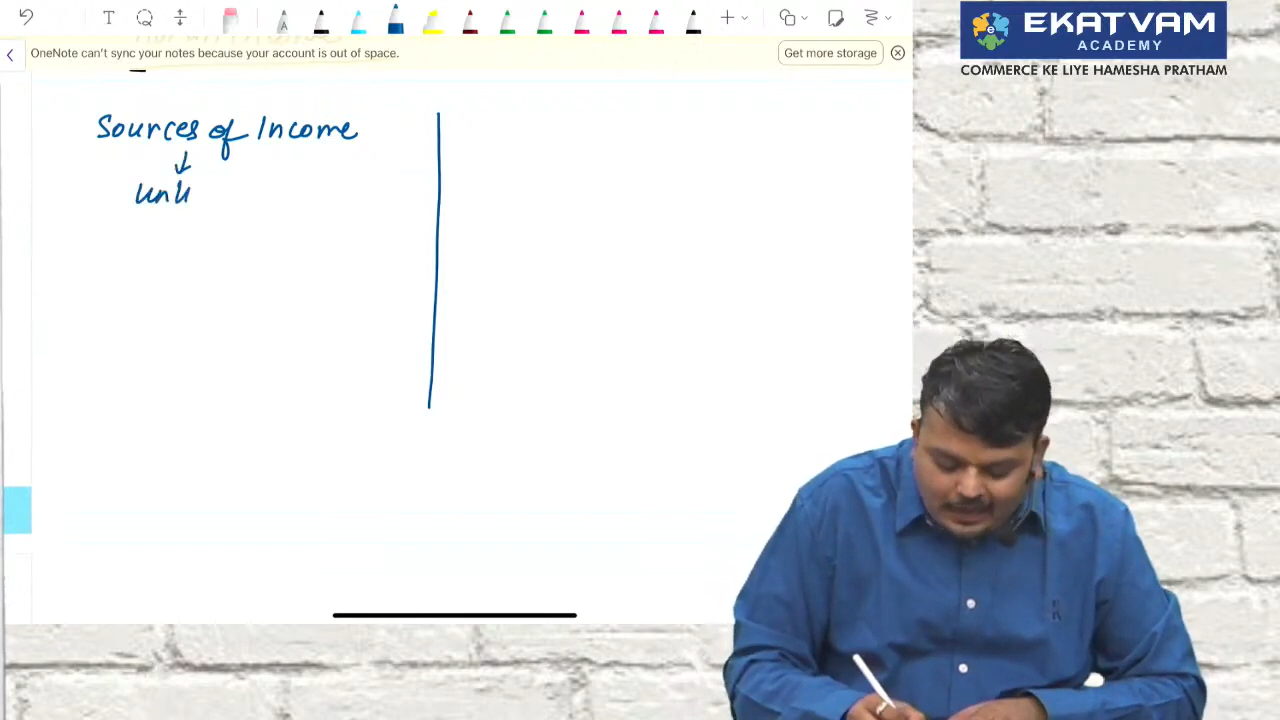 OneNote can't sync your notes because your account is out of space.
Get more storage
EKATVAM
ACADEMY
COMMERCE KE LIYE HAMESHA PRATHAM
Sources of Income